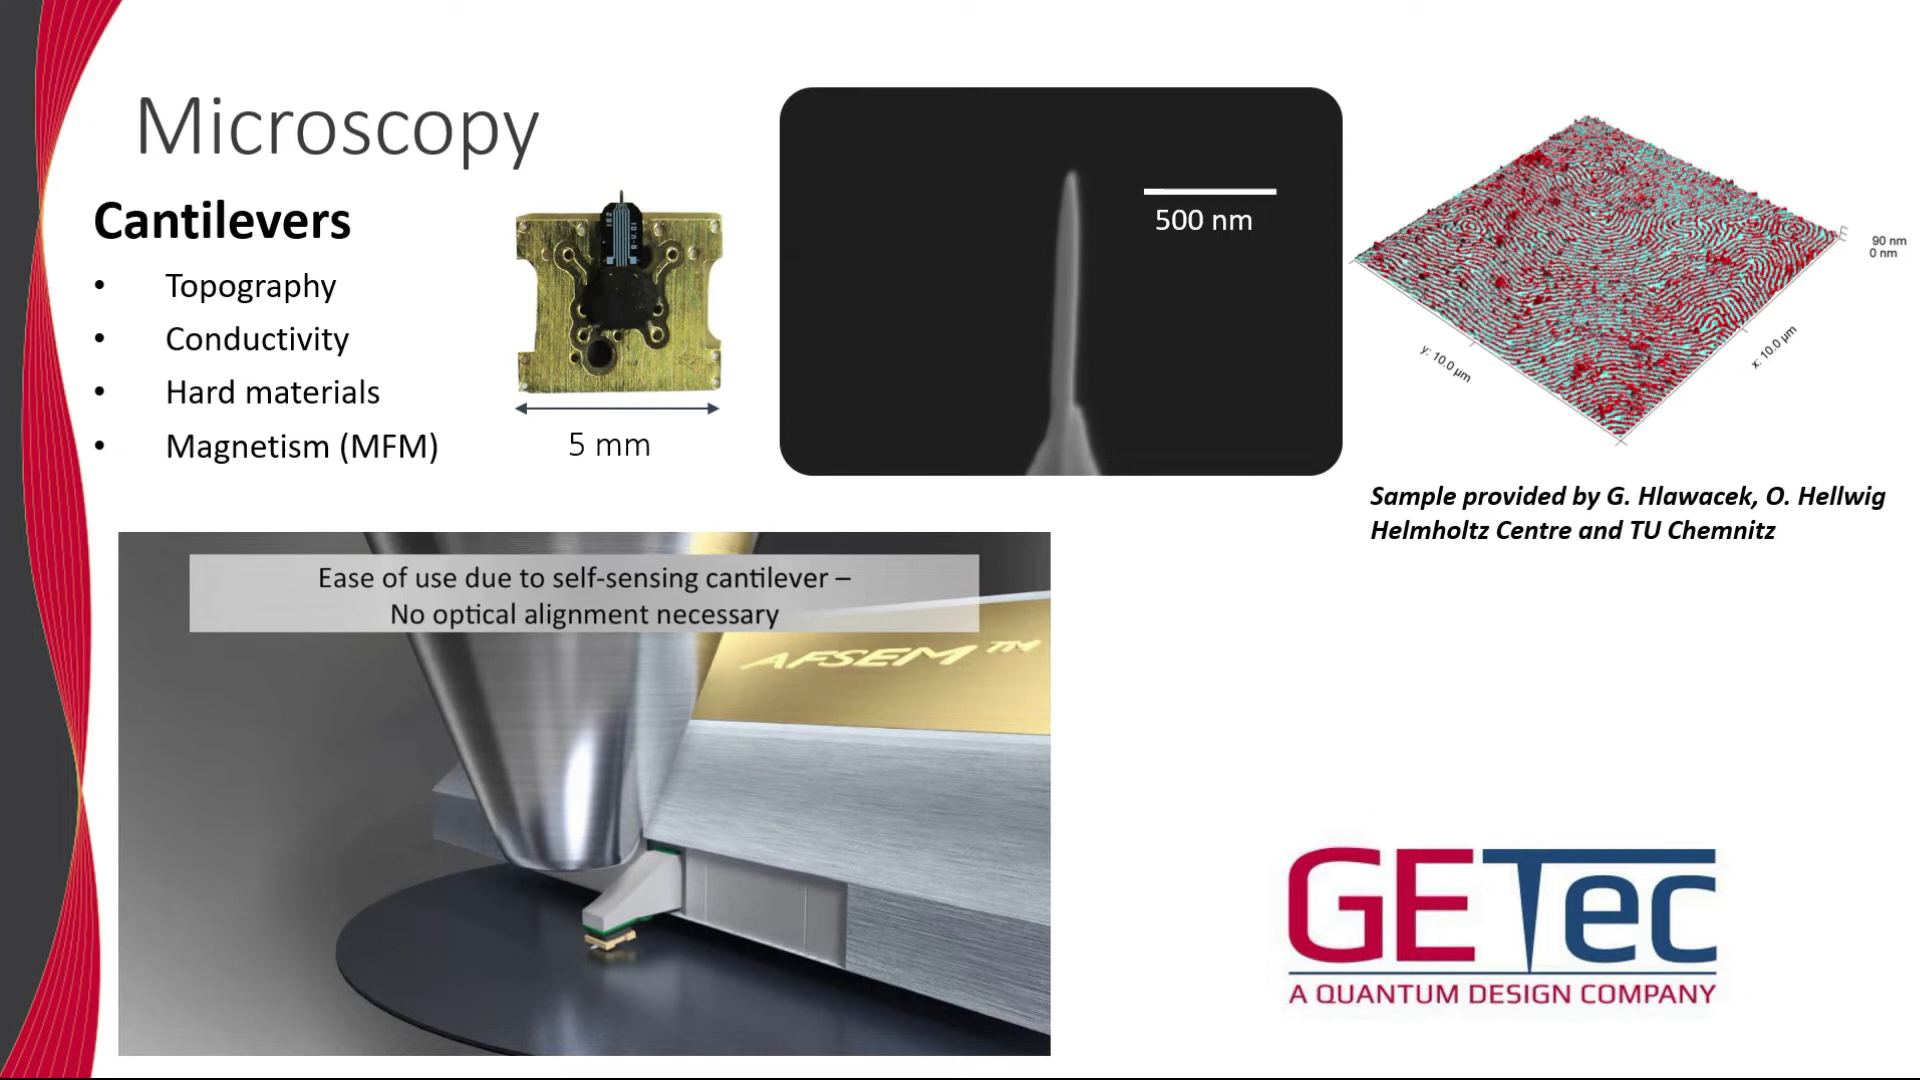 Microscopy
Cantilevers
• Topography
• Conductivity
• Hard materials
• Magnetism (MFM)
5 mm
500 nm
90 nm
0 nm
y: 10.0 µm
x: 10.0 µm
Sample provided by G. Hlawacek, O. Hellwig
Helmholtz Centre and TU Chemnitz
Ease of use due to self-sensing cantilever –
No optical alignment necessary
AFSEM™
GETec
A QUANTUM DESIGN COMPANY